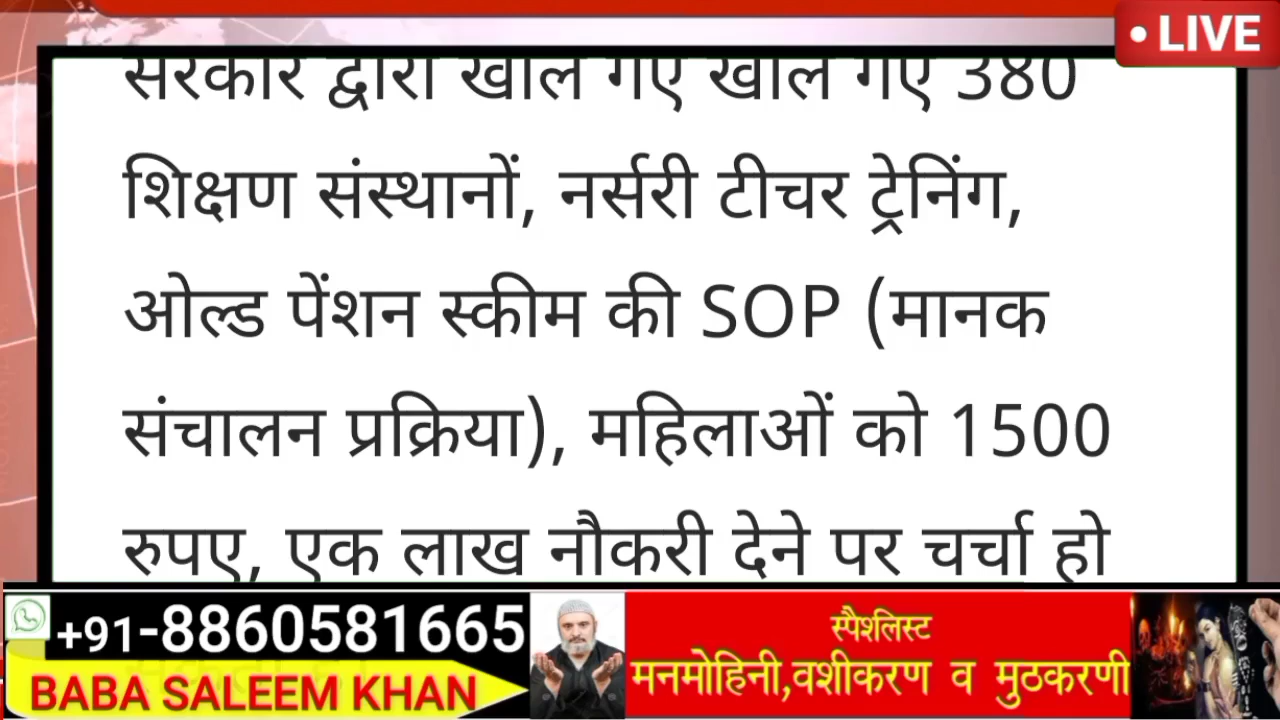 LIVE
सरकार द्वारा खोले गए खोले गए 380
शिक्षण संस्थानों, नर्सरी टीचर ट्रेनिंग,
ओल्ड पेंशन स्कीम की SOP (मानक
संचालन प्रक्रिया), महिलाओं को 1500
रुपए, एक लाख नौकरी देने पर चर्चा हो
+91-8860581665
BABA SALEEM KHAN
स्पैशलिस्ट
मनमोहिनी,वशीकरण व मुठकरणी